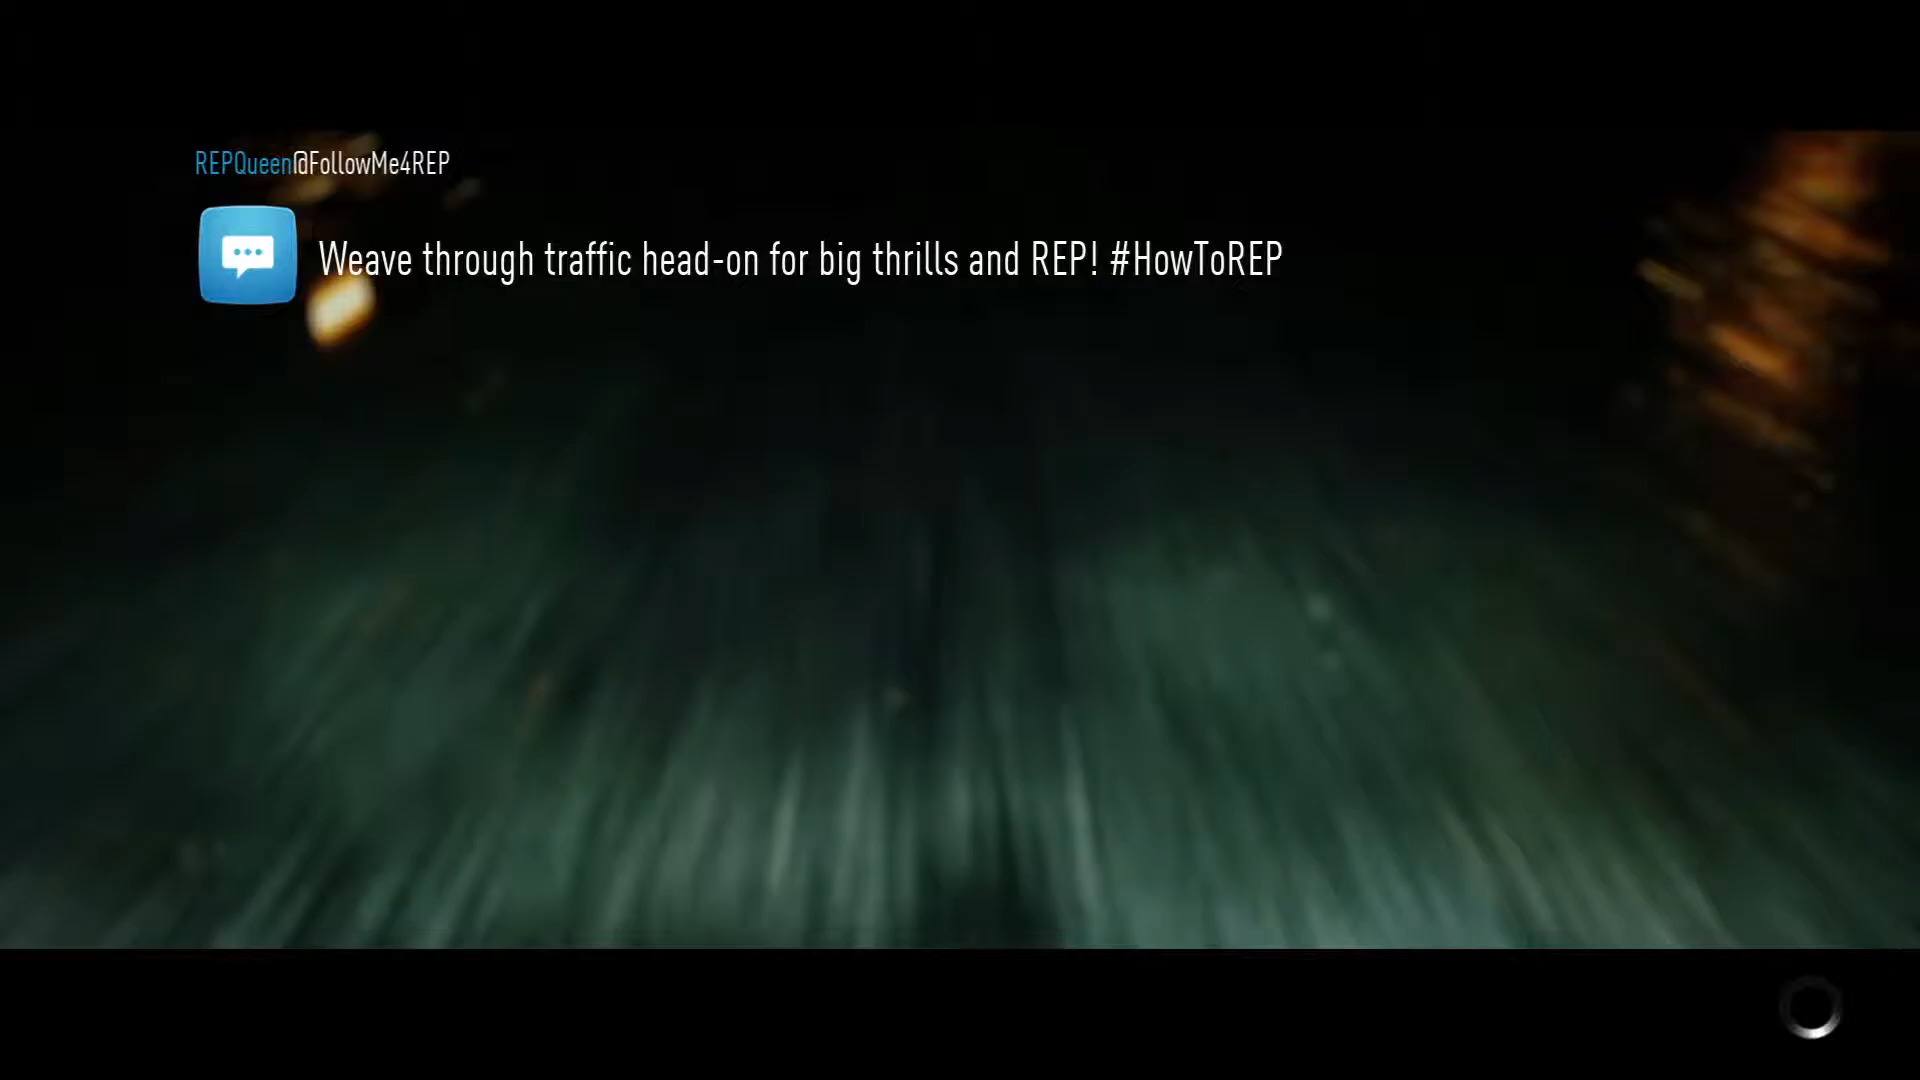 REPQueen@FollowMe4REP
Weave through traffic head-on for big thrills and REP! #HowToREP